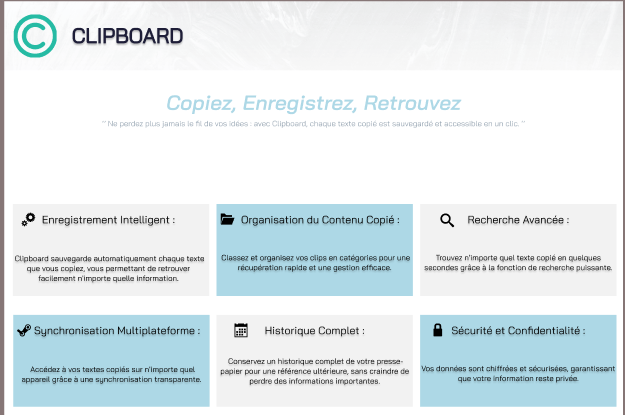 CLIPBOARD
Copiez, Enregistrez, Retrouvez
" Ne perdez plus jamais le fil de vos idées : avec Clipboard, chaque texte copié est sauvegardé et accessible en un clic. "
Enregistrement Intelligent :
Clipboard sauvegarde automatiquement chaque texte
que vous copiez, vous permettant de retrouver
facilement n'importe quelle information.
Organisation du Contenu Copié :
Classez et organisez vos clips en catégories pour une
récupération rapide et une gestion efficace.
Recherche Avancée :
Trouvez n'importe quel texte copié en quelques
secondes grâce à la fonction de recherche puissante.
Synchronisation Multiplateforme :
Accédez à vos textes copiés sur n'importe quel
appareil grâce à une synchronisation transparente.
Historique Complet :
Conservez un historique complet de votre presse-
papier pour une référence ultérieure, sans craindre de
perdre des informations importantes.
Sécurité et Confidentialité :
Vos données sont chiffrées et sécurisées, garantissant
que votre information reste privée.